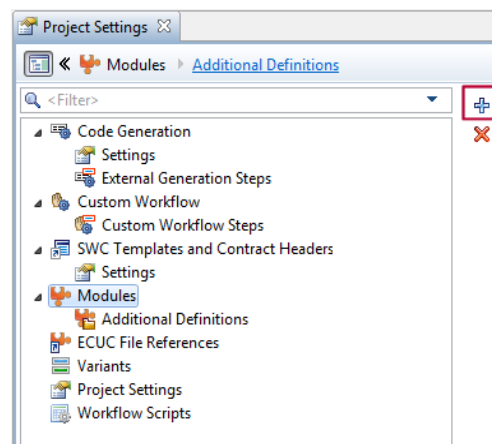 Project Settings
Modules Additional Definitions
<Filter>
Code Generation
Settings
External Generation Steps
Custom Workflow
Custom Workflow Steps
SWC Templates and Contract Headers
Settings
Modules
Additional Definitions
ECUC File References
Variants
Project Settings
Workflow Scripts